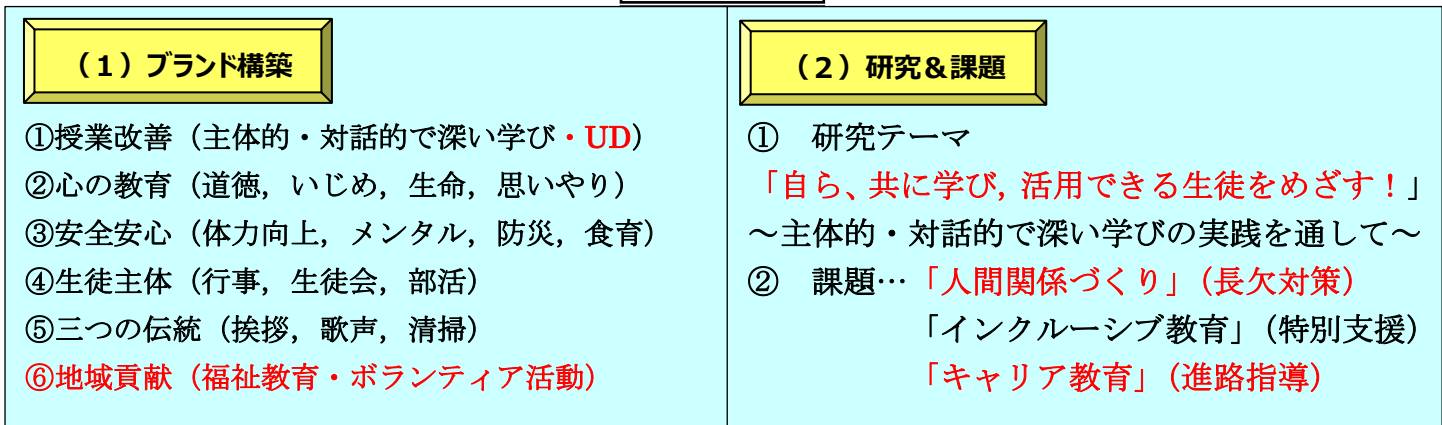 （１）ブランド構築
①授業改善（主体的・対話的で深い学び・UD）
②心の教育（道徳，いじめ，生命，思いやり）
③安全安心（体力向上，メンタル，防災，食育）
④生徒主体（行事，生徒会，部活）
⑤三つの伝統（挨拶，歌声，清掃）
⑥地域貢献（福祉教育・ボランティア活動）
（２）研究＆課題
①　研究テーマ
「自ら、共に学び，活用できる生徒をめざす！」
～主体的・対話的で深い学びの実践を通して～
②　課題…「人間関係づくり」（長欠対策）
「インクルーシブ教育」（特別支援）
「キャリア教育」（進路指導）